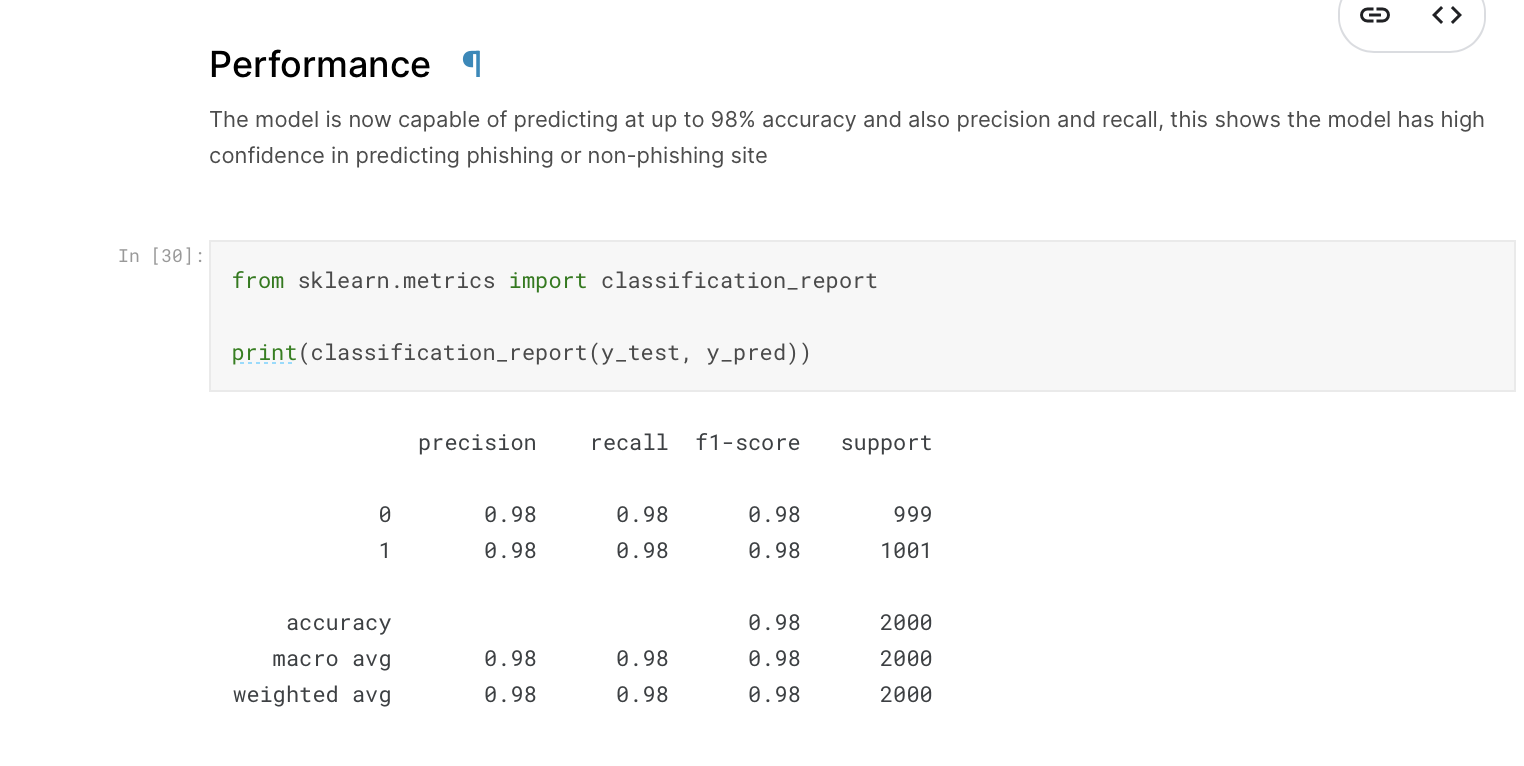 Performance ¶
The model is now capable of predicting at up to 98% accuracy and also precision and recall, this shows the model has high
confidence in predicting phishing or non-phishing site
In [30]:
from sklearn.metrics import classification_report
print(classification_report(y_test, y_pred))
precision recall f1-score support
0 0.98 0.98 0.98 999
1 0.98 0.98 0.98 1001
accuracy 0.98 2000
macro avg 0.98 0.98 0.98 2000
weighted avg 0.98 0.98 0.98 2000